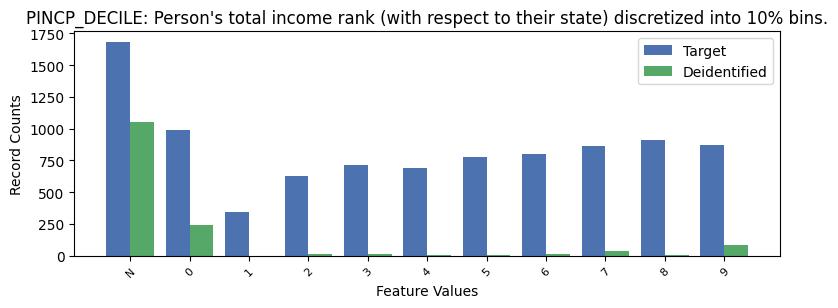 PINCP_DECILE: Person's total income rank (with respect to their state) discretized into 10% bins.
1750
1500
1250
1000
750
500
250
0
Record Counts
Target
Deidentified
N 0 1 2 3 4 5 6 7 8 9
Feature Values